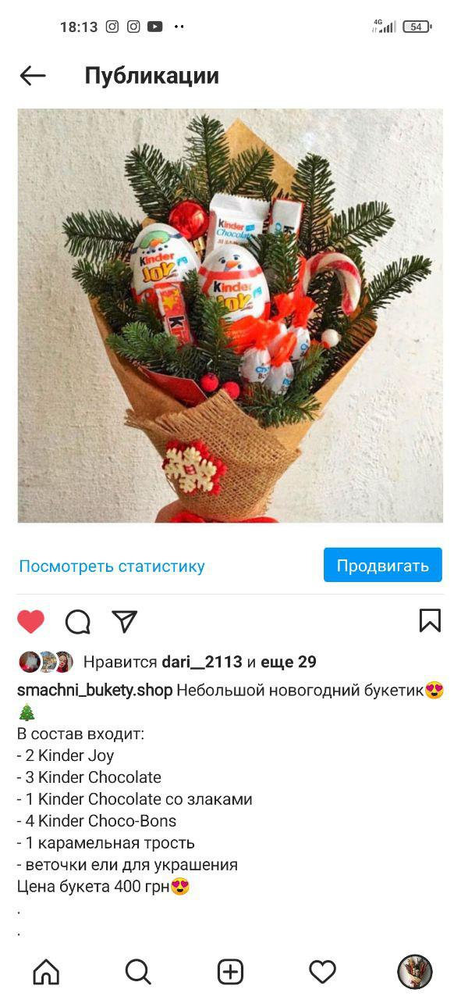 18:13
4G
54
Публикации
Kinder
Chocolate
Kinder
JOY
Kinder
JOY
Посмотреть статистику
Продвигать
Нравится dari__2113 и еще 29
smachni_bukety.shop Небольшой новогодний букетик😍
🎄
В состав входит:
- 2 Kinder Joy
- 3 Kinder Chocolate
- 1 Kinder Chocolate со злаками
- 4 Kinder Choco-Bons
- 1 карамельная трость
- веточки ели для украшения
Цена букета 400 грн😍
.
.